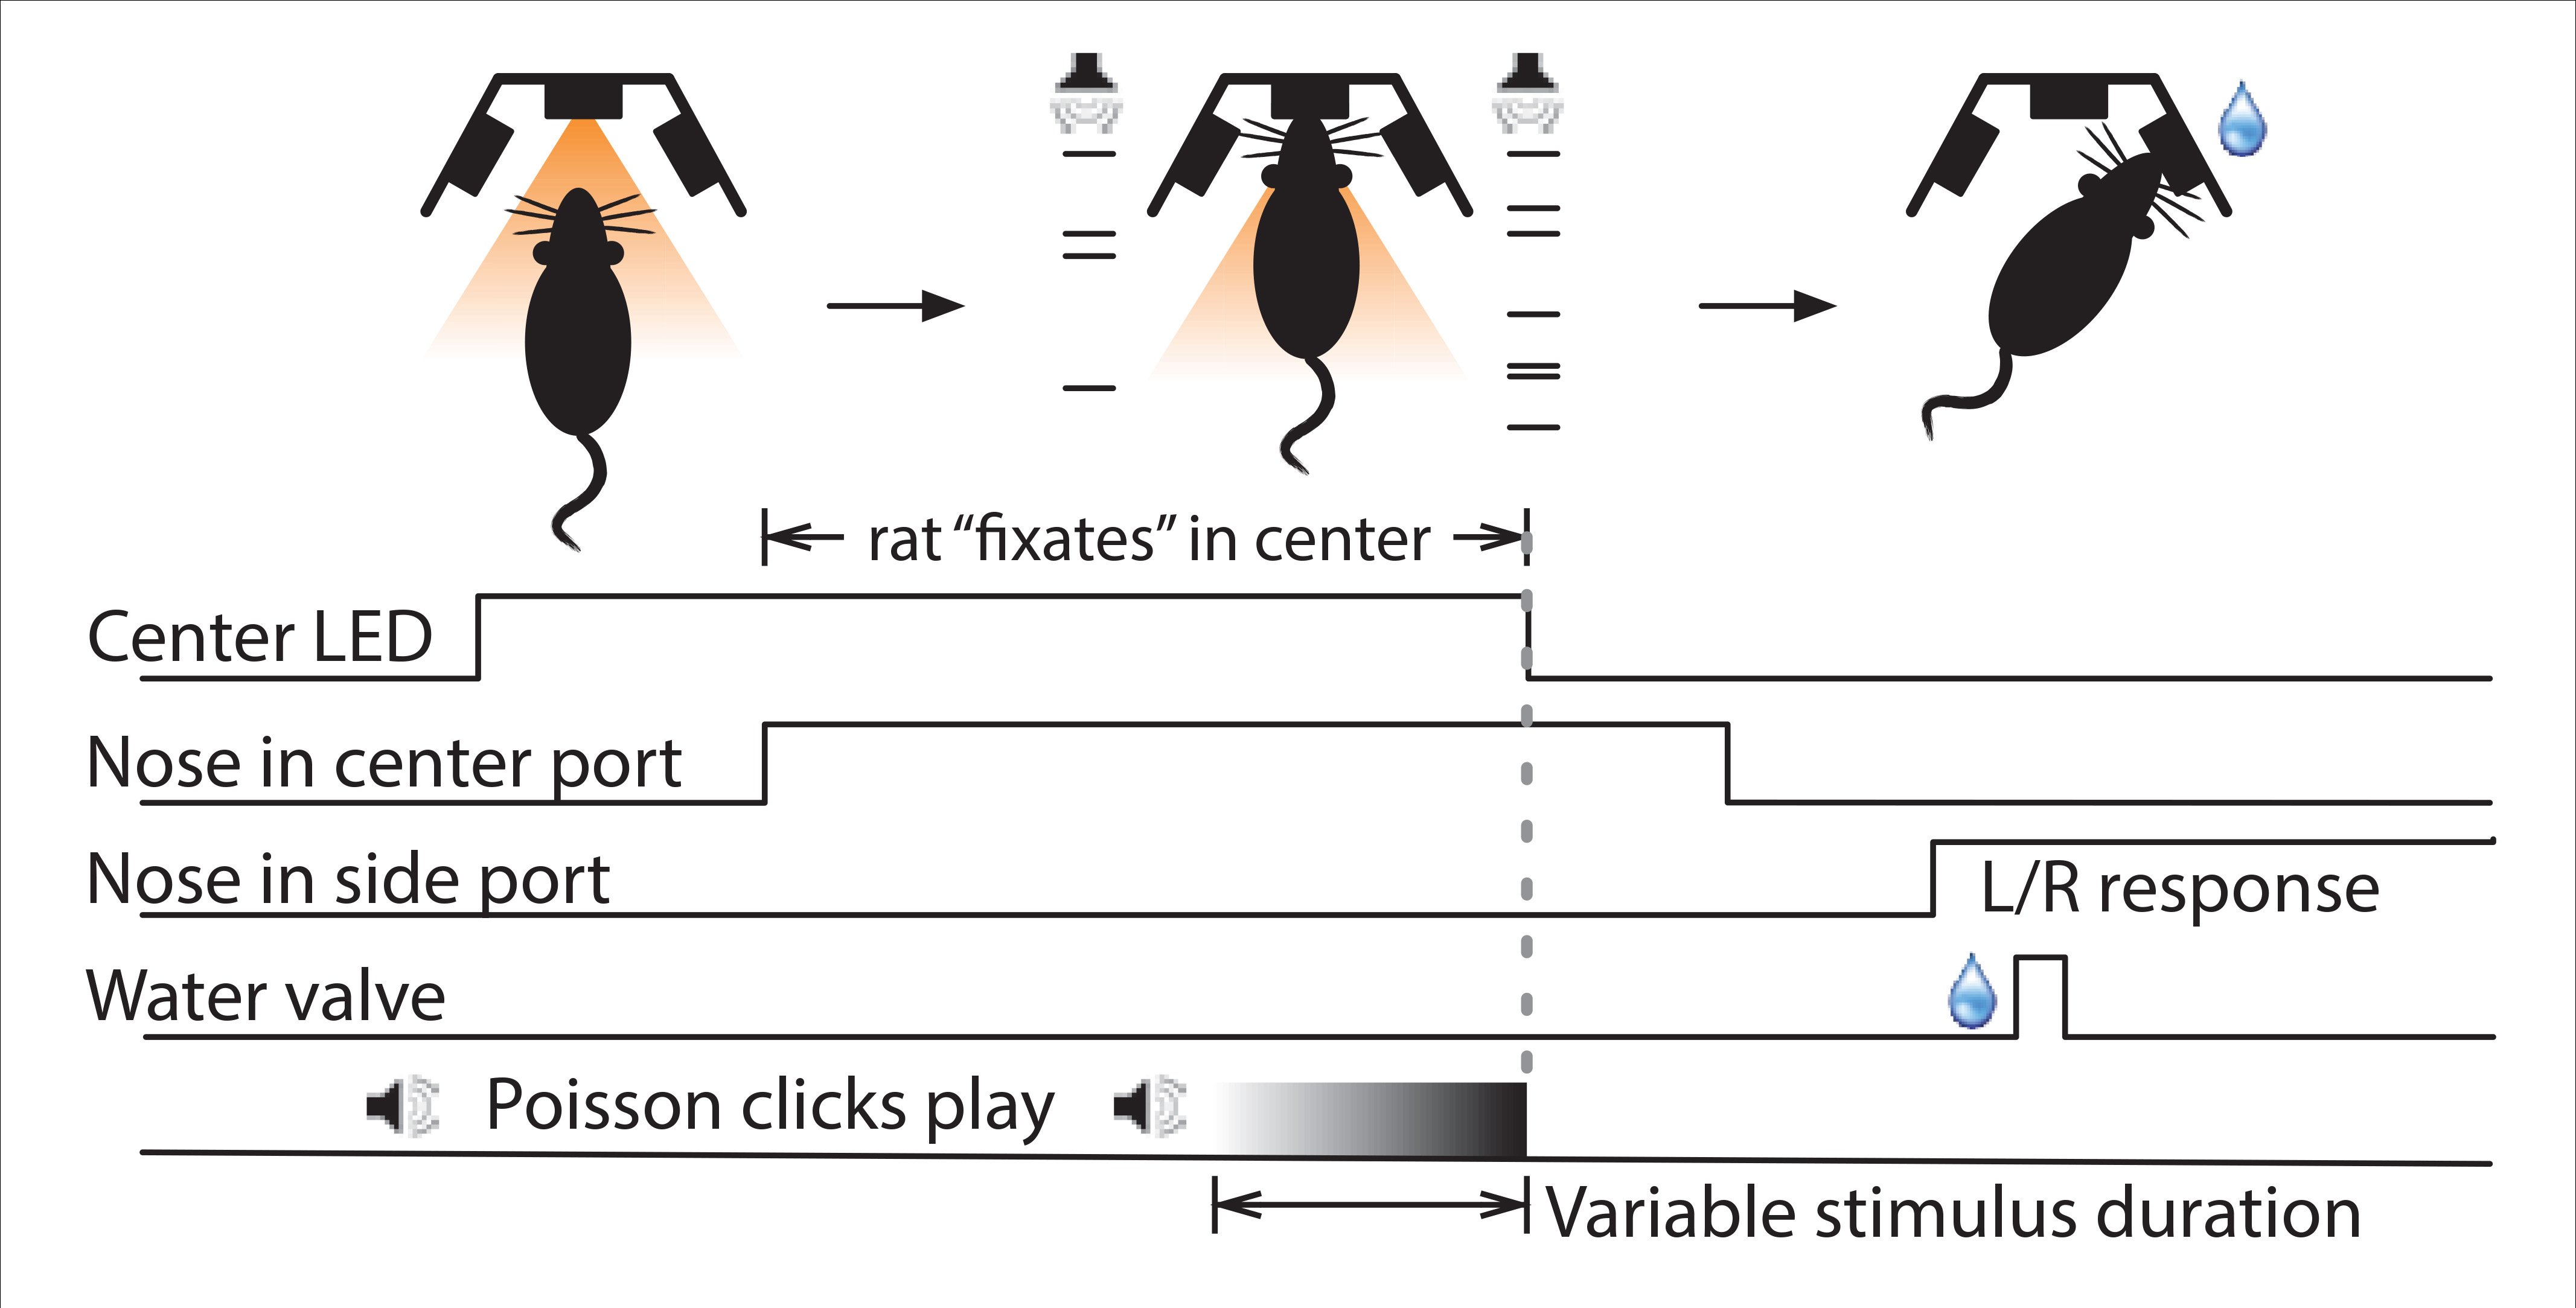 rat “fixates” in center
Center LED
Nose in center port
Nose in side port
L/R response
Water valve
Poisson clicks play
Variable stimulus duration